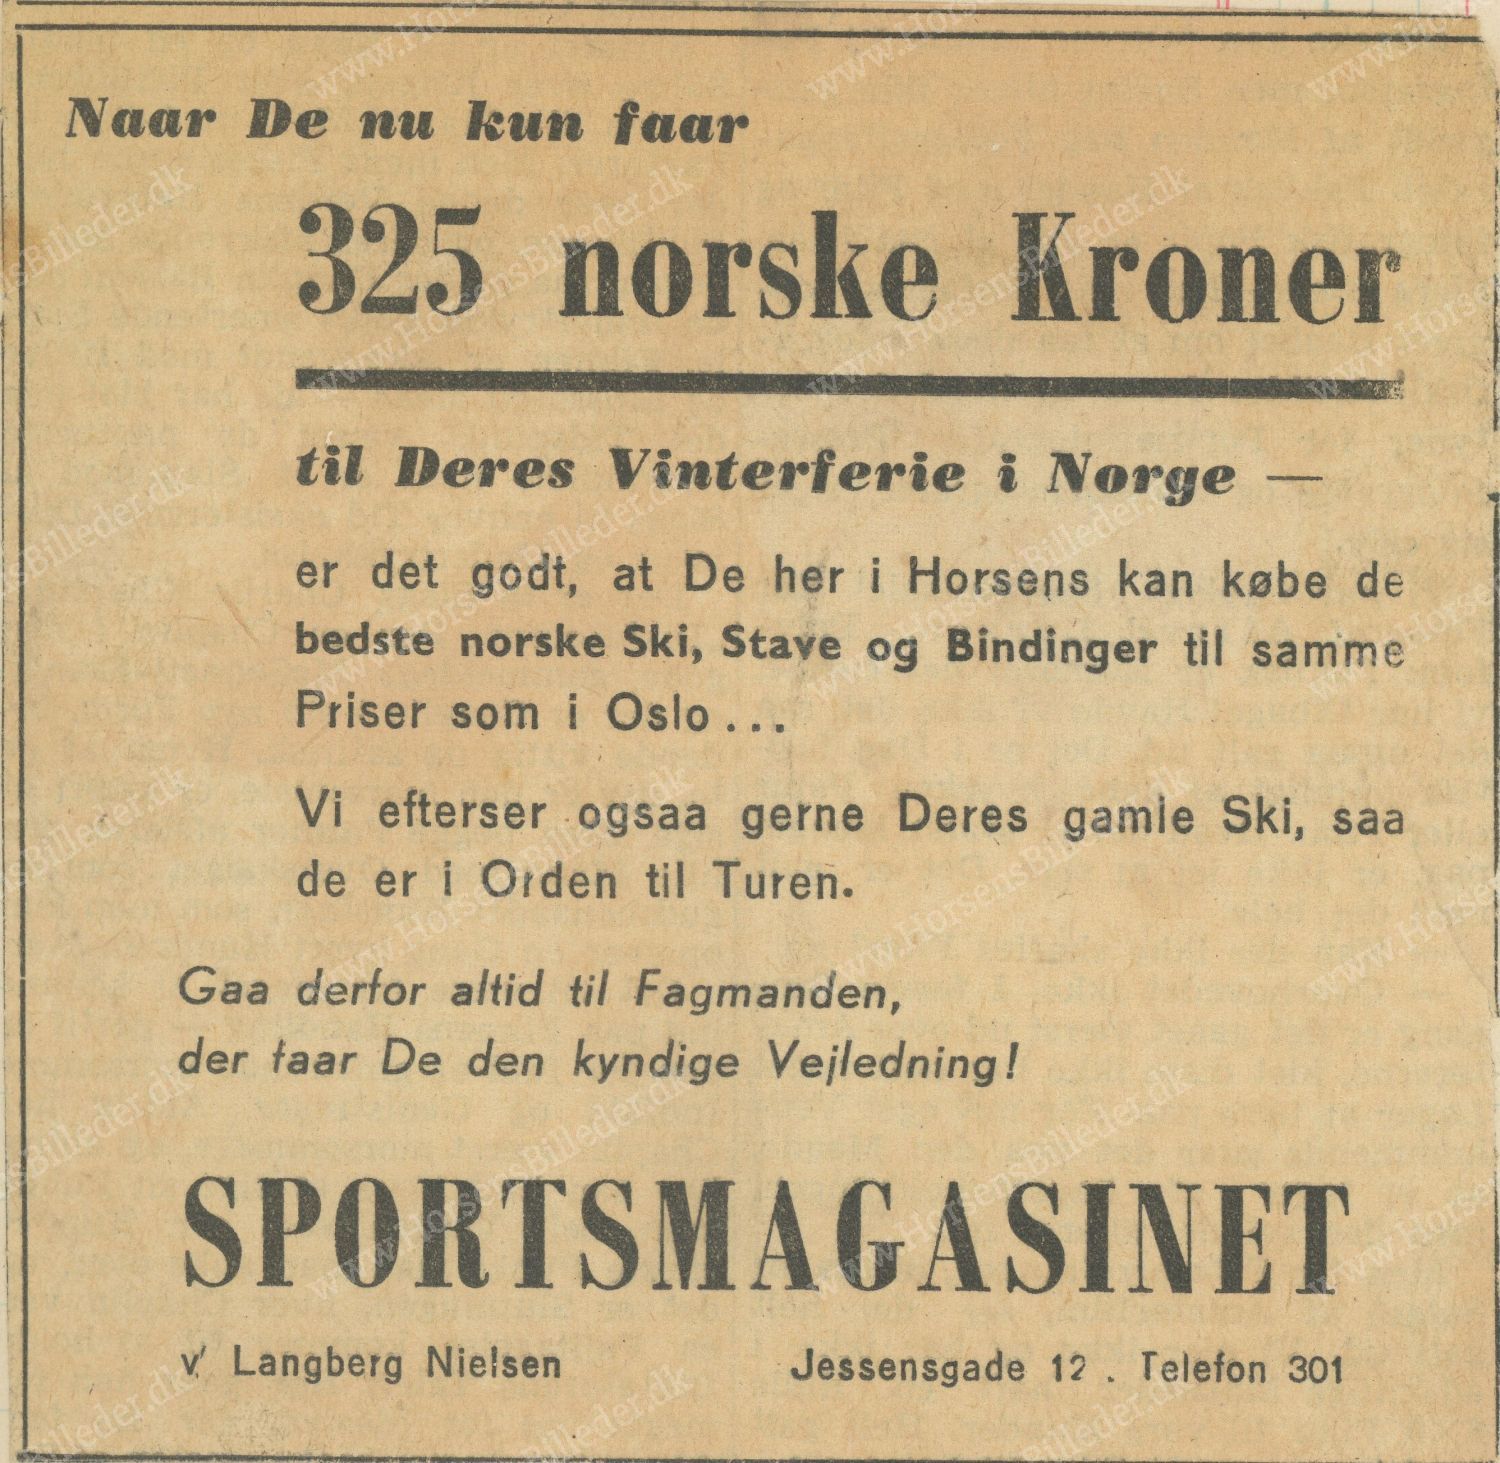 Naar De nu kun faar
325 norske Kroner
til Deres Vinterferie i Norge —
er det godt, at De her i Horsens kan købe de
bedste norske Ski, Stave og Bindinger til samme
Priser som i Oslo...
Vi efterser ogsaa gerne Deres gamle Ski, saa
de er i Orden til Turen.
Gaa derfor altid til Fagmanden,
der faar De den kyndige Vejledning!
SPORTSMAGASINET
v/ Langberg Nielsen Jessensgade 12 . Telefon 301
www.HorsensBilleder.dk